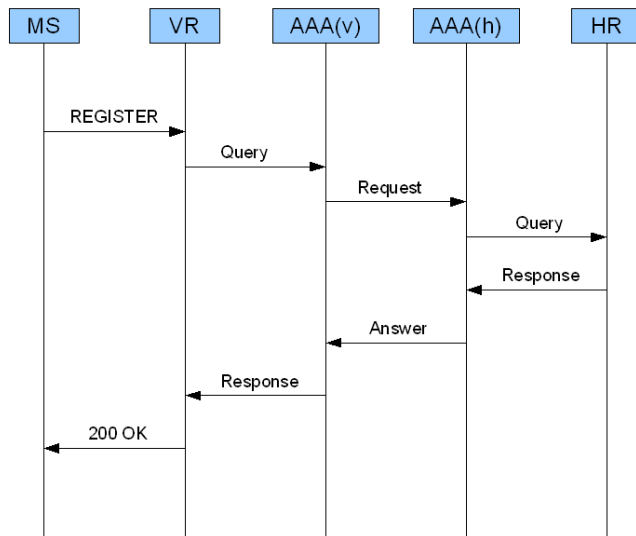 MS VR AAA(v) AAA(h) HR
REGISTER
Query
Request
Query
Response
Answer
Response
200 OK